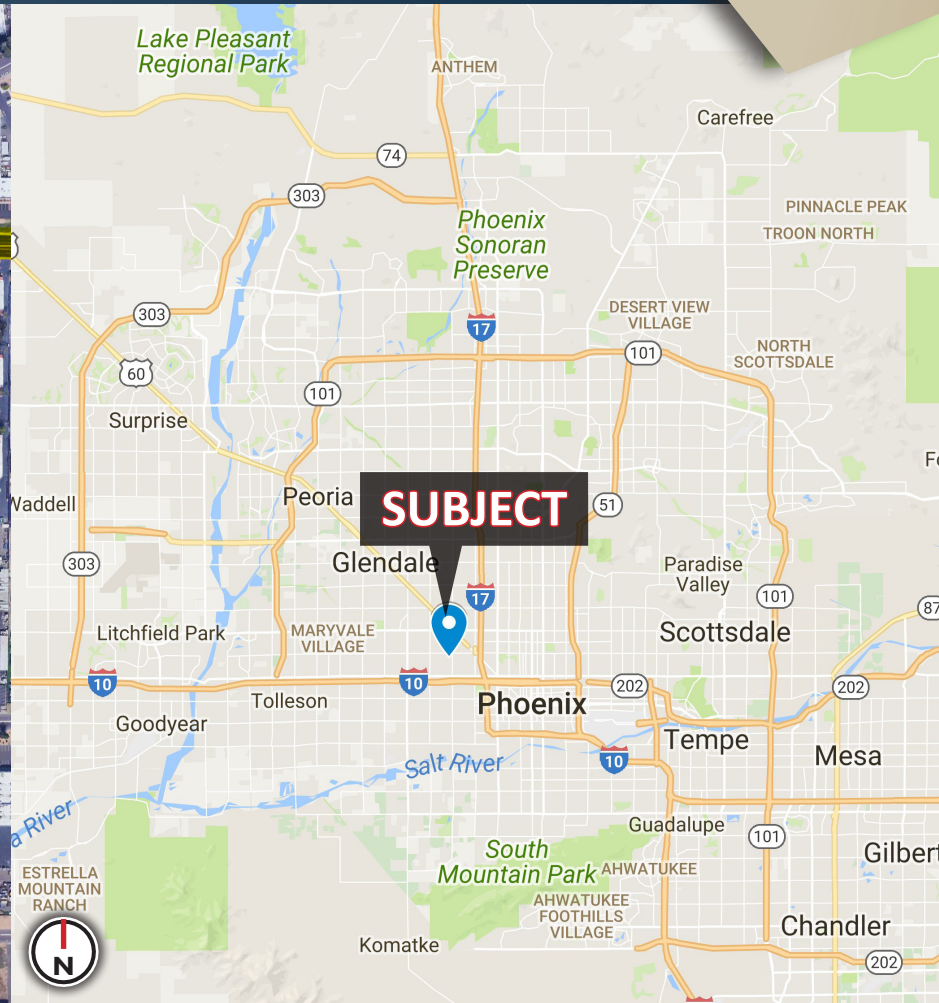 Lake Pleasant
Regional Park
ANTHEM
Carefree
74
303
PINNACLE PEAK
TROON NORTH
Phoenix
Sonoran
Preserve
303
DESERT VIEW
VILLAGE
17
NORTH
SCOTTSDALE
101
60
101
Surprise
Peoria
SUBJECT
Waddell
51
303
Glendale
Paradise
Valley
17
101
87
Litchfield Park
MARYVALE
VILLAGE
Scottsdale
10
10
202
202
Tolleson
Phoenix
Goodyear
Tempe
Mesa
Salt River
10
a River
Guadalupe
101
South
Mountain Park
Gilbert
AHWATUKEE
ESTRELLA
MOUNTAIN
RANCH
AHWATUKEE
FOOTHILLS
VILLAGE
Chandler
Komatke
N
202